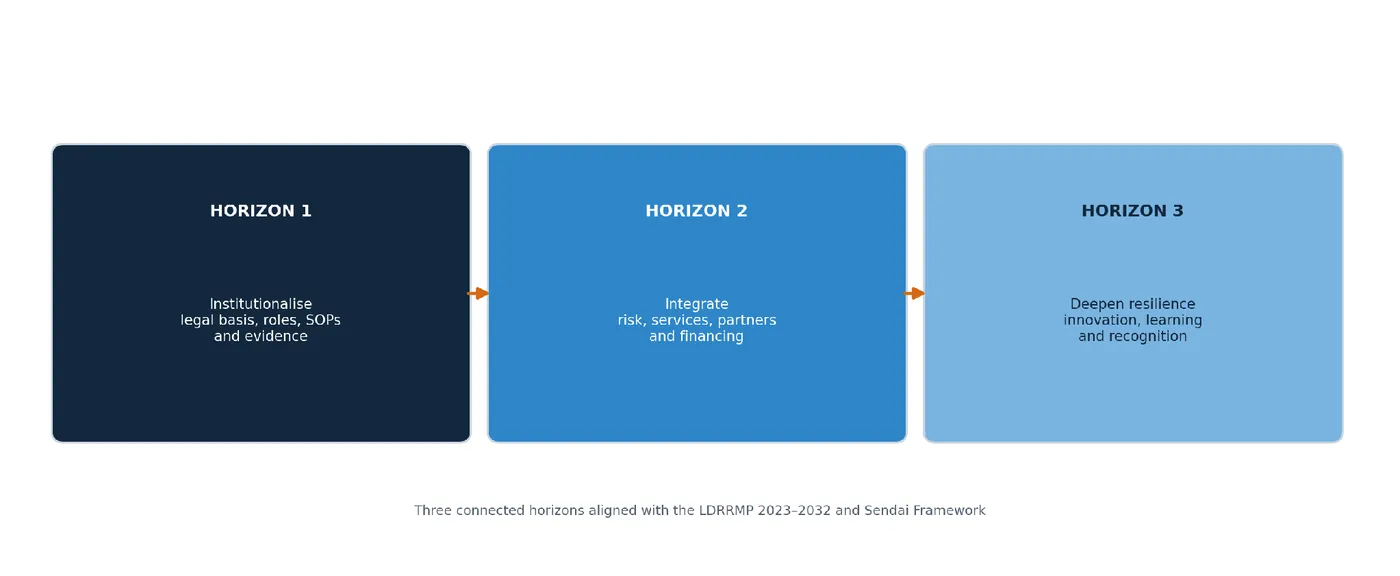 HORIZON 1
Institutionalise
legal basis, roles, SOPs
and evidence
HORIZON 2
Integrate
risk, services, partners
and financing
HORIZON 3
Deepen resilience
innovation, learning
and recognition
Three connected horizons aligned with the LDRRMP 2023–2032 and Sendai Framework